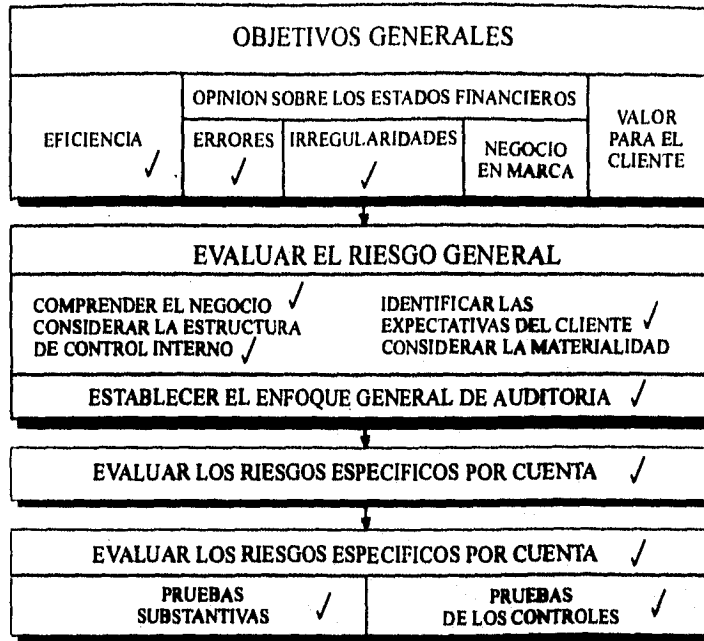 OBJETIVOS GENERALES
OPINION SOBRE LOS ESTADOS FINANCIEROS
EFICIENCIA ✓
ERRORES ✓
IRREGULARIDADES ✓
NEGOCIO
EN MARCA
VALOR
PARA EL
CLIENTE
EVALUAR EL RIESGO GENERAL
COMPRENDER EL NEGOCIO ✓
CONSIDERAR LA ESTRUCTURA
DE CONTROL INTERNO ✓
IDENTIFICAR LAS
EXPECTATIVAS DEL CLIENTE ✓
CONSIDERAR LA MATERIALIDAD
ESTABLECER EL ENFOQUE GENERAL DE AUDITORIA ✓
EVALUAR LOS RIESGOS ESPECIFICOS POR CUENTA ✓
EVALUAR LOS RIESGOS ESPECIFICOS POR CUENTA ✓
PRUEBAS
SUBSTANTIVAS ✓
PRUEBAS
DE LOS CONTROLES ✓